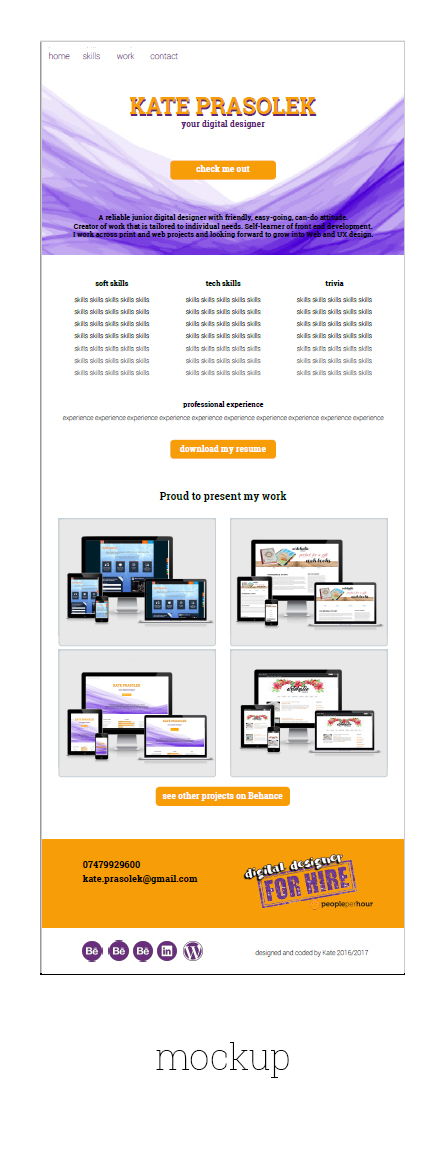 home skills work contact
KATE PRASOLEK
your digital designer
check me out
A reliable junior digital designer with friendly, easy-going, can-do attitude.
Creator of work that is tailored to individual needs. Self-learner of front end development.
I work across print and web projects and looking forward to grow into Web and UX design.
soft skills tech skills trivia
skills skills skills skills skills skills skills skills skills skills skills skills skills skills skills
skills skills skills skills skills skills skills skills skills skills skills skills skills skills skills
skills skills skills skills skills skills skills skills skills skills skills skills skills skills skills
skills skills skills skills skills skills skills skills skills skills skills skills skills skills skills
skills skills skills skills skills skills skills skills skills skills skills skills skills skills skills
skills skills skills skills skills skills skills skills skills skills skills skills skills skills skills
skills skills skills skills skills skills skills skills skills skills skills skills skills skills skills
professional experience
experience experience experience experience experience experience experience experience experience experience
download my resume
Proud to present my work
KATE PRASOLEK
see other projects on Behance
07479929600
kate.prasolek@gmail.com
digital designer
FOR HIRE
peopleperhour
Bē Bē Bē in W
designed and coded by Kate 2016/2017
mockup